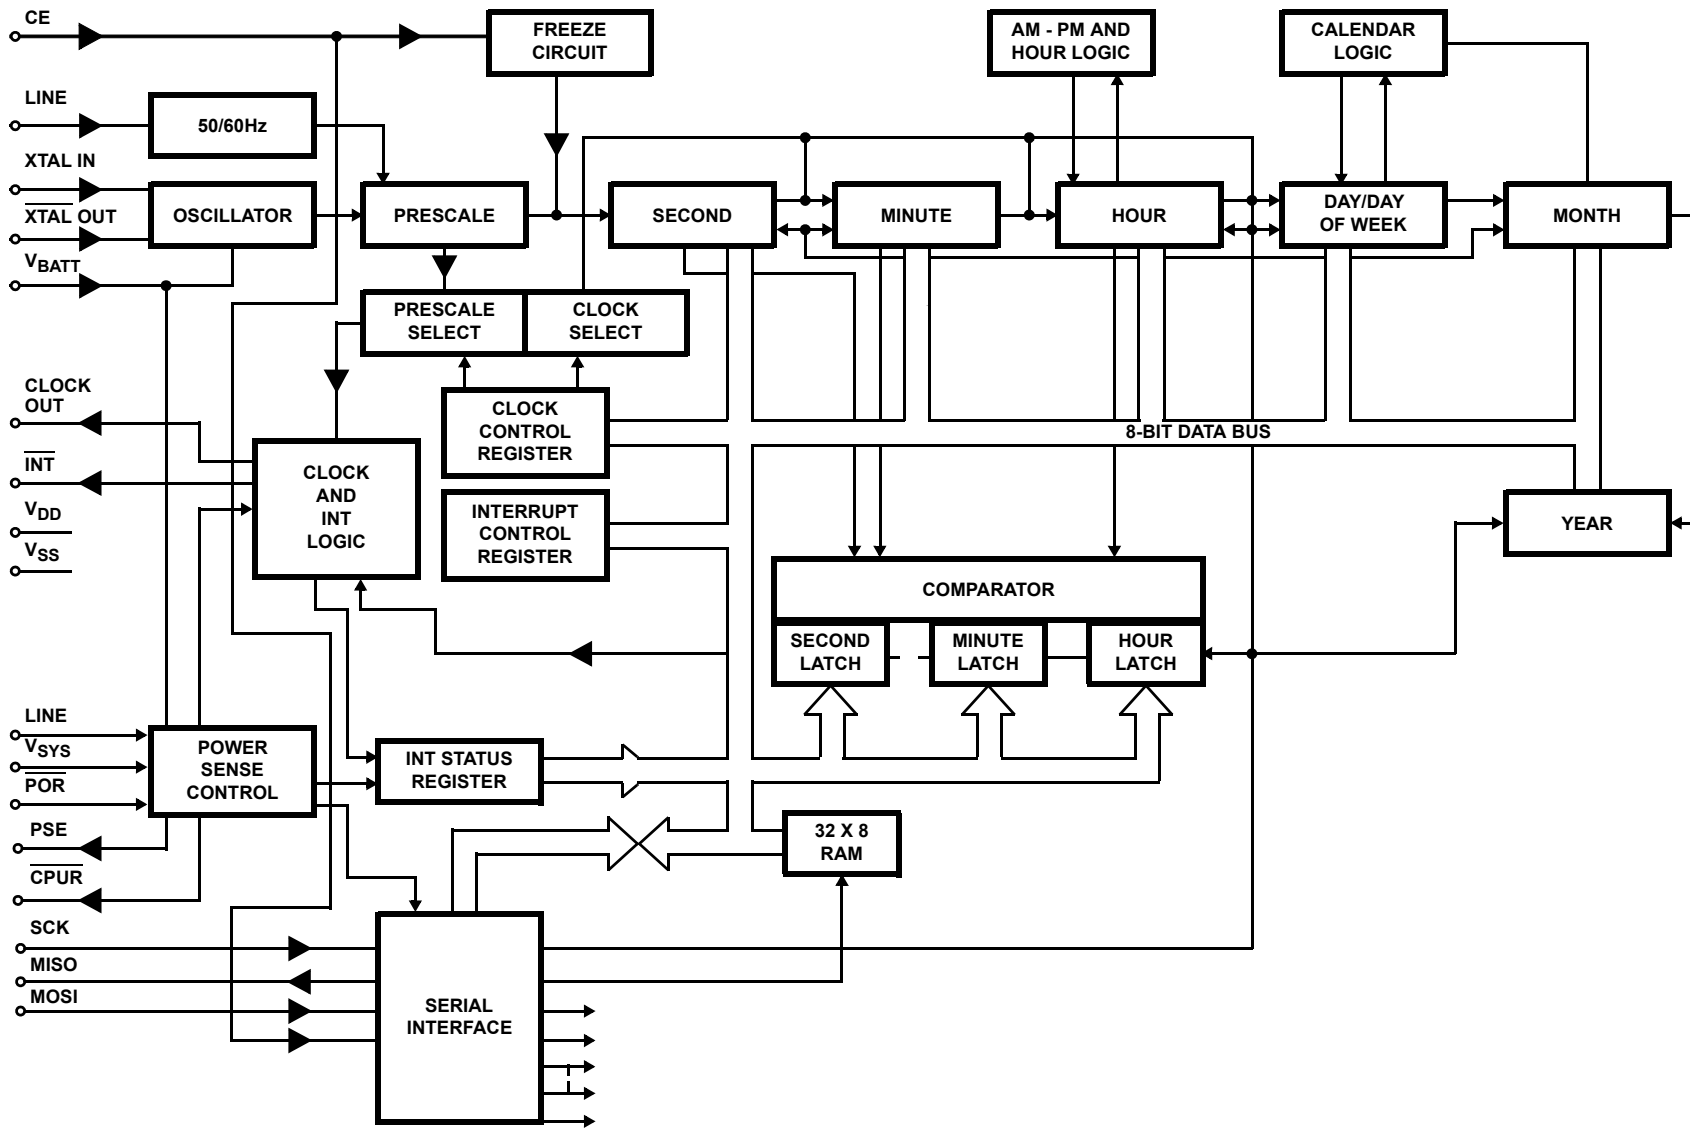 CE
FREEZE
CIRCUIT
AM - PM AND
HOUR LOGIC
CALENDAR
LOGIC
LINE
50/60Hz
XTAL IN
XTAL OUT
OSCILLATOR
PRESCALE
SECOND
MINUTE
HOUR
DAY/DAY
OF WEEK
MONTH
VBATT
PRESCALE
SELECT
CLOCK
SELECT
CLOCK
OUT
CLOCK
CONTROL
REGISTER
8-BIT DATA BUS
INT
CLOCK
AND
INT
LOGIC
INTERRUPT
CONTROL
REGISTER
YEAR
VDD
VSS
COMPARATOR
SECOND
LATCH
MINUTE
LATCH
HOUR
LATCH
LINE
VSYS
POR
POWER
SENSE
CONTROL
INT STATUS
REGISTER
PSE
32 X 8
RAM
CPUR
SCK
MISO
MOSI
SERIAL
INTERFACE